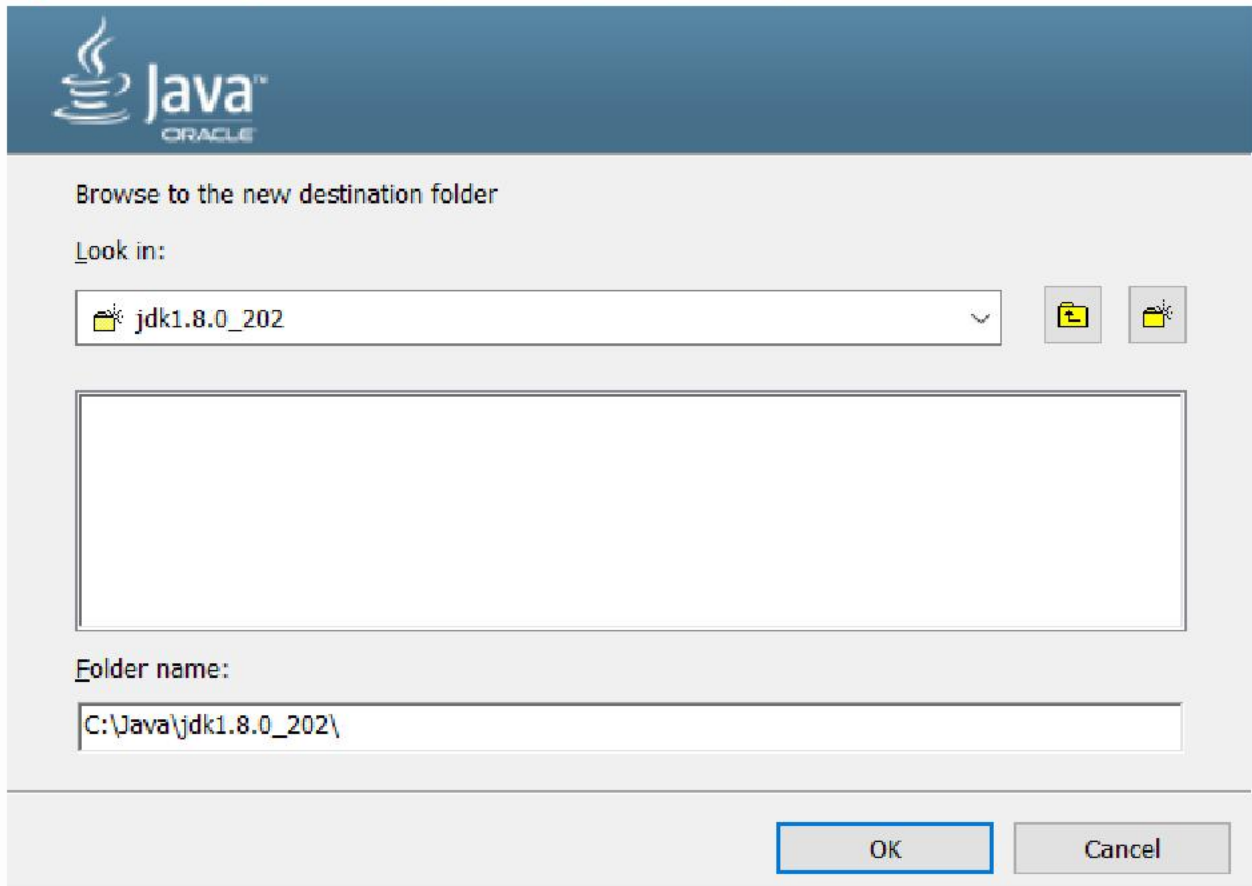 Java™
ORACLE
Browse to the new destination folder
Look in:
jdk1.8.0_202
Folder name:
C:\Java\jdk1.8.0_202\
OK
Cancel